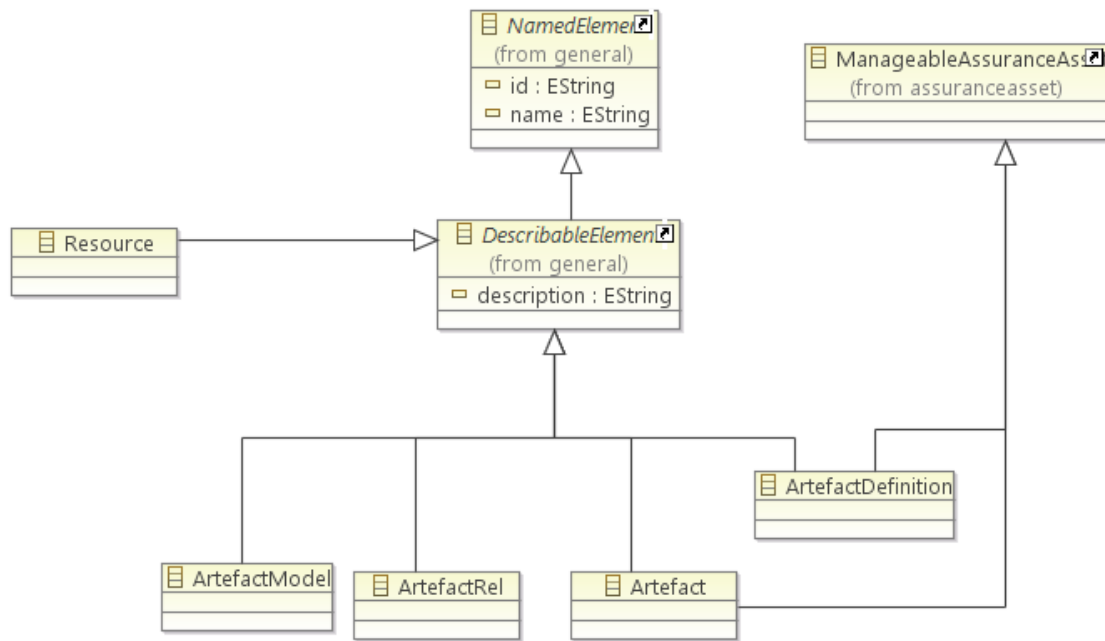 NamedElemen
(from general)
id : EString
name : EString
ManageableAssuranceAss
(from assuranceasset)
Resource
DescribableElemen
(from general)
description : EString
ArtefactDefinition
ArtefactModel
ArtefactRel
Artefact